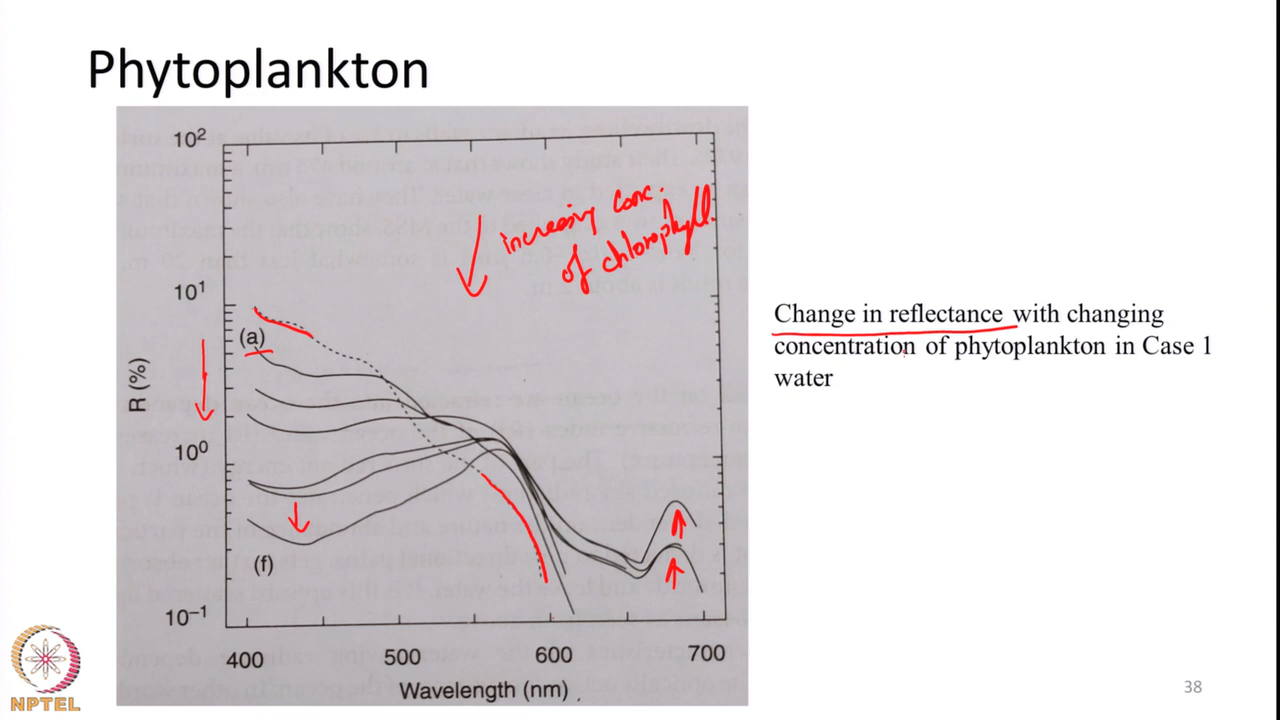 Phytoplankton
10²
10¹
10⁰
10⁻¹
R (%)
(a)
(f)
increasing conc
of chlorophyll
400
500
600
700
Wavelength (nm)
Change in reflectance with changing
concentration of phytoplankton in Case 1
water
NPTEL
38